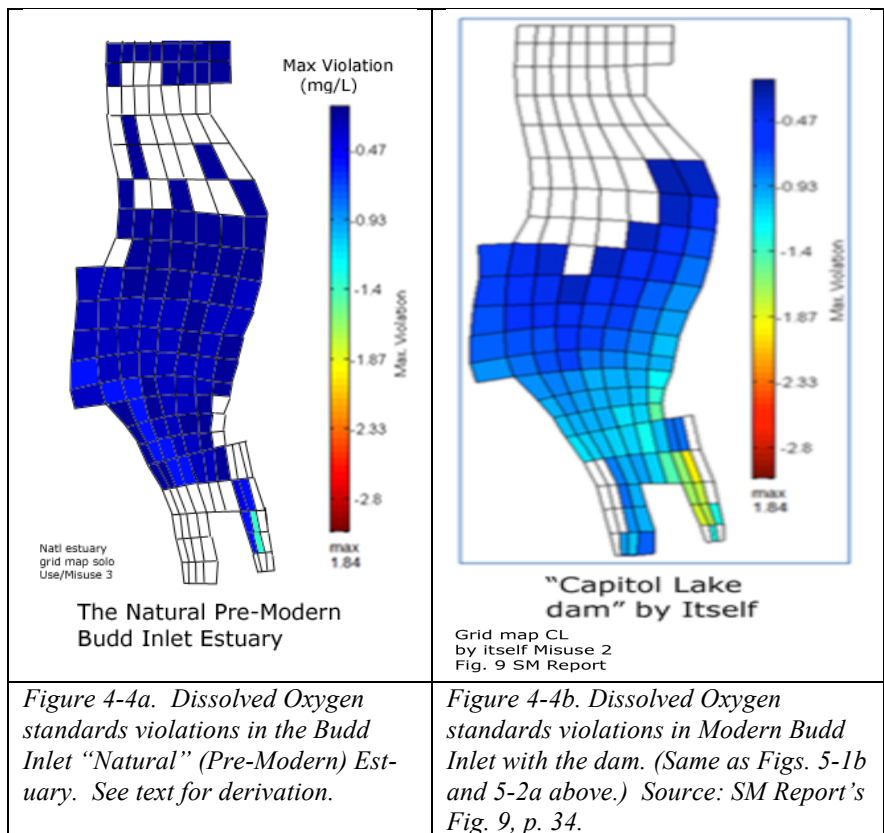 Max Violation
(mg/L)
-0.47
-0.93
-1.4
-1.87
-2.33
-2.8
Max. Violation
max
1.84
Natl estuary
grid map solo
Use/Misuse 3
The Natural Pre-Modern
Budd Inlet Estuary
-0.47
-0.93
-1.4
-1.87
-2.33
-2.8
Max. Violation
max
1.84
"Capitol Lake
dam" by Itself
Grid map CL
by itself Misuse 2
Fig. 9 SM Report
Figure 4-4a. Dissolved Oxygen
standards violations in the Budd
Inlet “Natural” (Pre-Modern) Est-
uary. See text for derivation.
Figure 4-4b. Dissolved Oxygen
standards violations in Modern Budd
Inlet with the dam. (Same as Figs. 5-1b
and 5-2a above.) Source: SM Report’s
Fig. 9, p. 34.